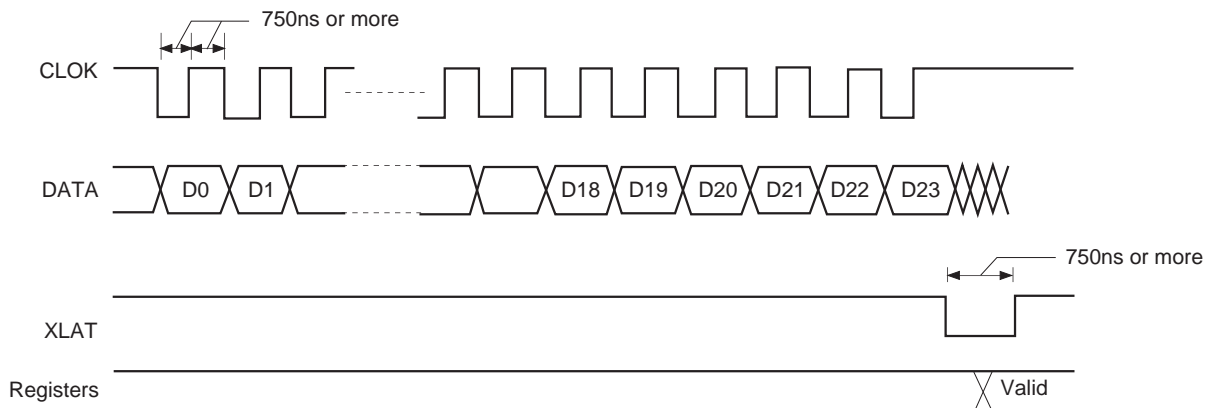 750ns or more
CLOK
DATA
D0
D1
D18
D19
D20
D21
D22
D23
750ns or more
XLAT
Registers
Valid